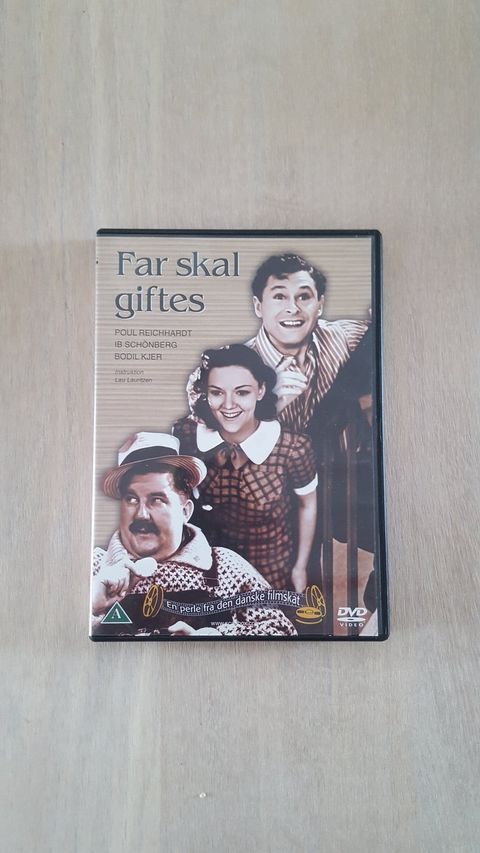 Far skal
giftes
POUL REICHHARDT
IB SCHÖNBERG
BODIL KJER
Instruktion
Lau Lauritzen
En perle fra den danske filmskat
A
DVD
VIDEO